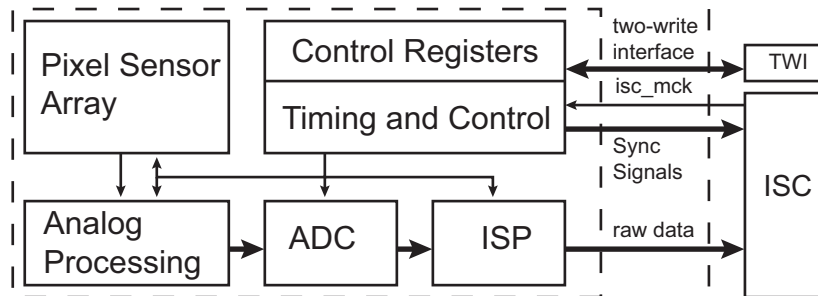 Pixel Sensor
Array
Control Registers
Timing and Control
two-write
interface
TWI
isc_mck
Sync
Signals
ISC
Analog
Processing
ADC
ISP
raw data